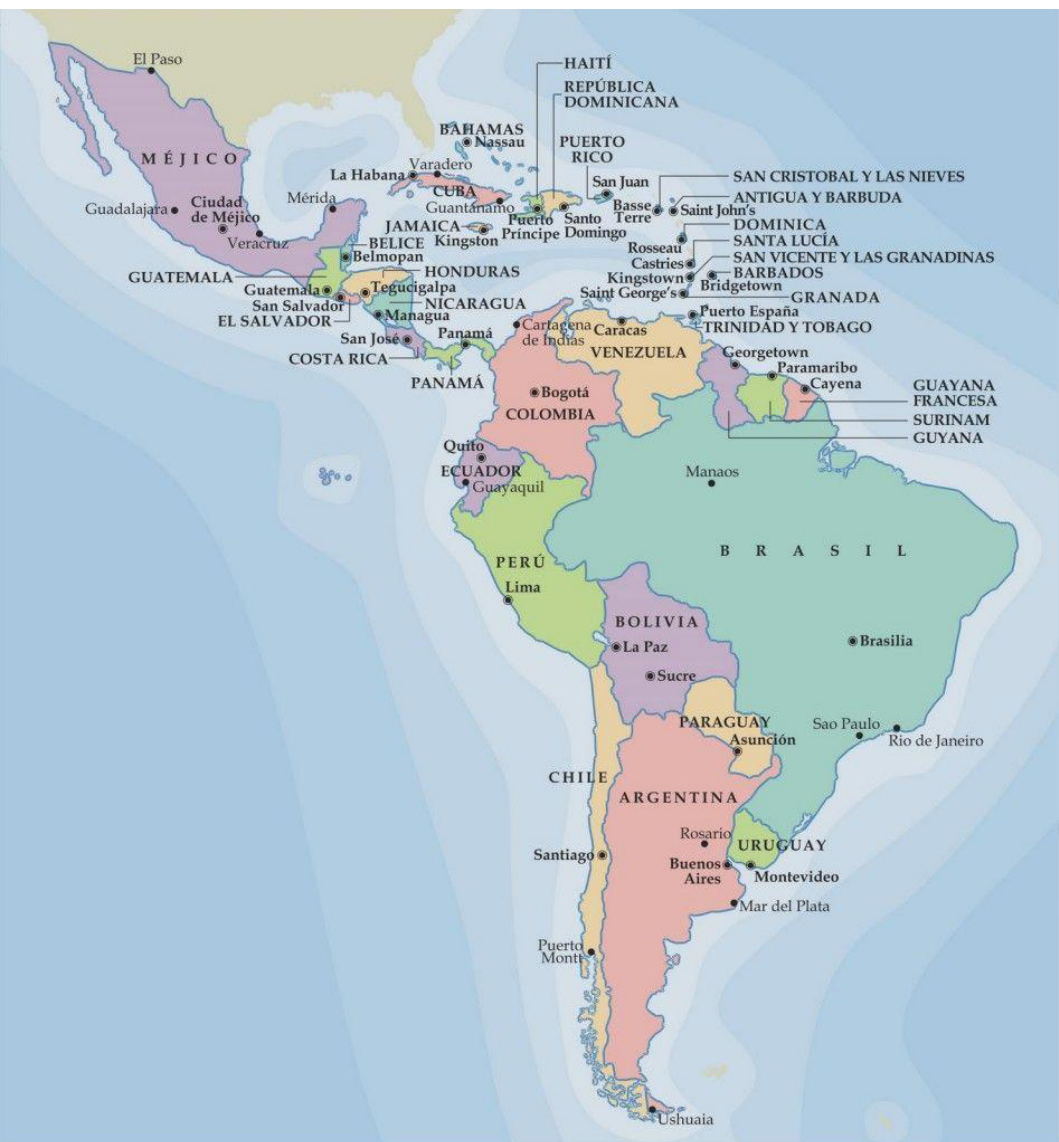 El Paso
HAITÍ
REPÚBLICA
DOMINICANA
BAHAMAS
Nassau
PUERTO
RICO
MÉJICO
Varadero
La Habana
CUBA
Guantánamo
San Juan
SAN CRISTOBAL Y LAS NIEVES
ANTIGUA Y BARBUDA
Basse
Terre
Saint John's
Mérida
Guadalajara
Ciudad
de Méjico
Veracruz
JAMAICA
Kingston
Puerto
Príncipe
Santo
Domingo
DOMINICA
Rosseau
SANTA LUCÍA
Castries
SAN VICENTE Y LAS GRANADINAS
Kingstown
BARBADOS
Bridgetown
BELICE
Belmopan
GUATEMALA
Guatemala
HONDURAS
Tegucigalpa
San Salvador
EL SALVADOR
NICARAGUA
Managua
Saint George's
GRANADA
Puerto España
TRINIDAD Y TOBAGO
San José
COSTA RICA
Panamá
PANAMÁ
Cartagena
de Indias
Caracas
VENEZUELA
Georgetown
Paramaribo
Cayena
GUAYANA
FRANCESA
SURINAM
GUYANA
Bogotá
COLOMBIA
Quito
ECUADOR
Guayaquil
Manaos
BRASIL
PERÚ
Lima
BOLIVIA
La Paz
Sucre
Brasilia
PARAGUAY
Asunción
Sao Paulo
Rio de Janeiro
CHILE
ARGENTINA
Rosario
URUGUAY
Santiago
Buenos
Aires
Montevideo
Mar del Plata
Puerto
Montt
Ushuaia